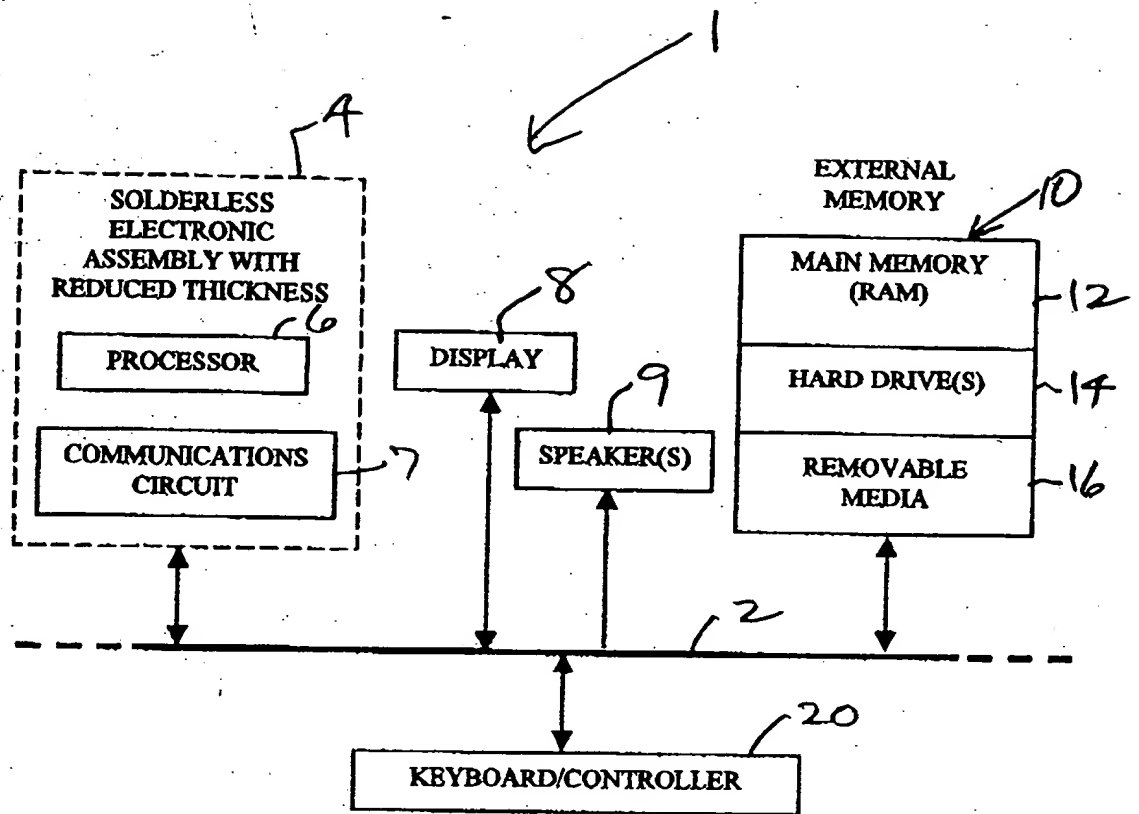 1
4
SOLDERLESS
ELECTRONIC
ASSEMBLY WITH
REDUCED THICKNESS
6
PROCESSOR
COMMUNICATIONS
CIRCUIT
7
8
DISPLAY
9
SPEAKER(S)
EXTERNAL
MEMORY
10
MAIN MEMORY
(RAM)
12
HARD DRIVE(S)
14
REMOVABLE
MEDIA
16
2
20
KEYBOARD/CONTROLLER